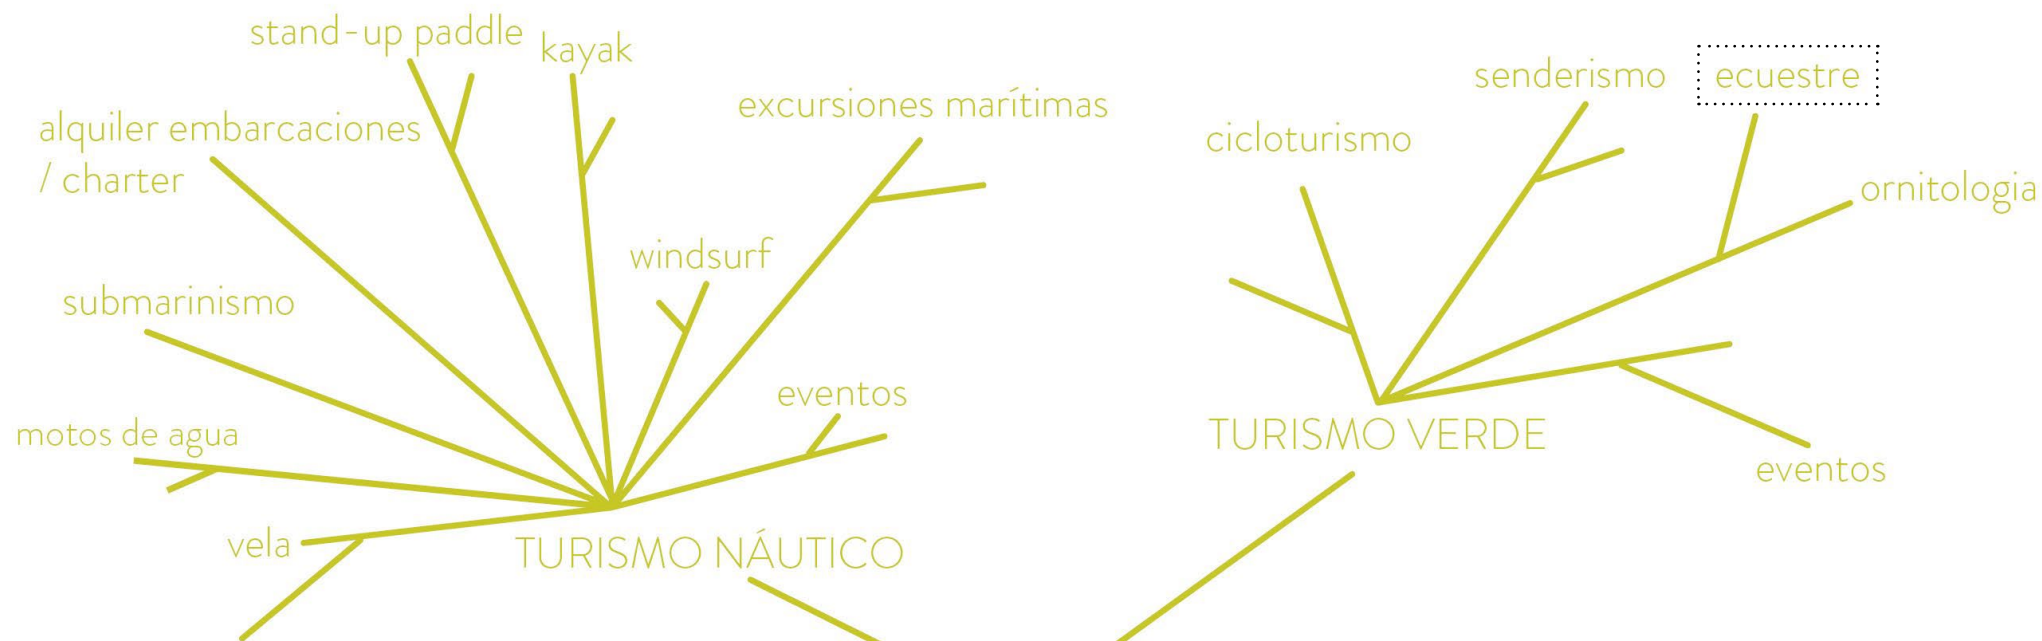 stand-up paddle
kayak
alquiler embarcaciones
/ charter
excursiones marítimas
windsurf
submarinismo
eventos
motos de agua
vela
TURISMO NÁUTICO
senderismo
ecuestre
cicloturismo
ornitologia
TURISMO VERDE
eventos